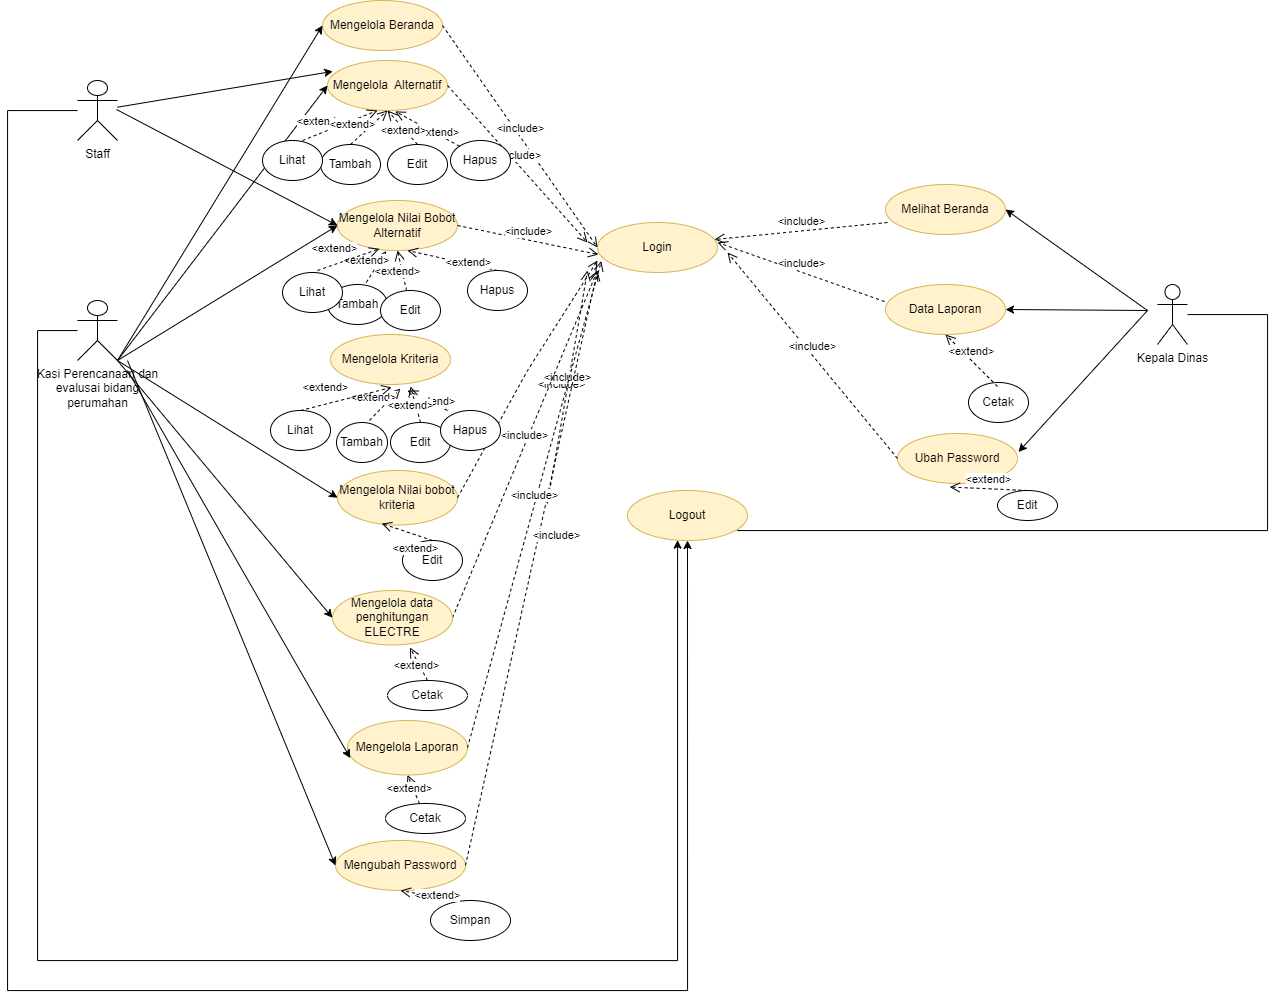 Mengelola Beranda
Mengelola Alternatif
<exten
<extend>
<extend>
xtend>
Lihat
Tambah
Edit
Hapus
Staff
<include>
clude>
Mengelola Nilai Bobot
Alternatif
<extend>
<extend>
<extend>
<extend>
Lihat
Tambah
Edit
Hapus
<include>
Login
Mengelola Kriteria
<extend>
<extend>
<extend>
end>
Lihat
Tambah
Edit
Hapus
Kasi Perencanaan dan
evalusai bidang
perumahan
<include>
<include>
<include>
Mengelola Nilai bobot
kriteria
<extend>
Edit
<include>
<include>
Mengelola data
penghitungan
ELECTRE
<extend>
Cetak
Mengelola Laporan
<extend>
Cetak
Mengubah Password
<extend>
Simpan
Logout
<include>
Melihat Beranda
<include>
Data Laporan
<extend>
Cetak
<include>
Ubah Password
<extend>
Edit
Kepala Dinas